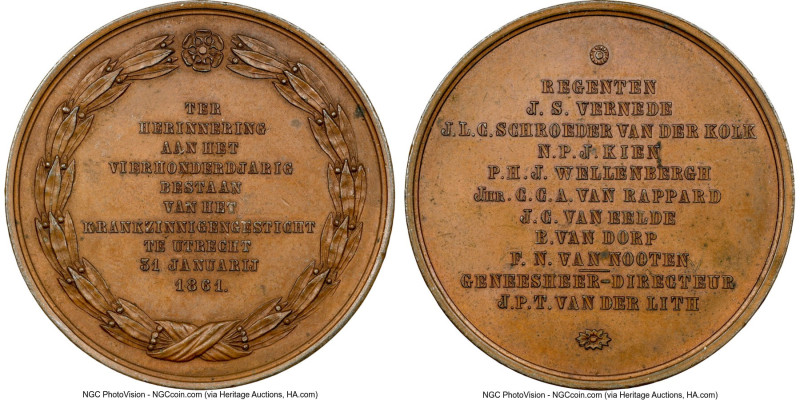 TER
HERINNERING
AAN HET
VIERHONDERDJARIG
BESTAAN
VAN HET
KRANKZINNIGENGESTICHT
TE UTRECHT
31 JANUARIJ
1861.
REGENTEN
J. S. VERNEDE
J. L. C. SCHROEDER VAN DER KOLK
N. P. J. KIEN
P. H. J. WELLENBERGH
JHR. C. G. A. VAN RAPPARD
J. C. VAN EELDE
B. VAN DORP
F. N. VAN NOOTEN
GENEESHEER-DIRECTEUR
J. P. T. VAN DER LITH
NGC PhotoVision - NGCcoin.com (via Heritage Auctions, HA.com)
NGC PhotoVision - NGCcoin.com (via Heritage Auctions, HA.com)